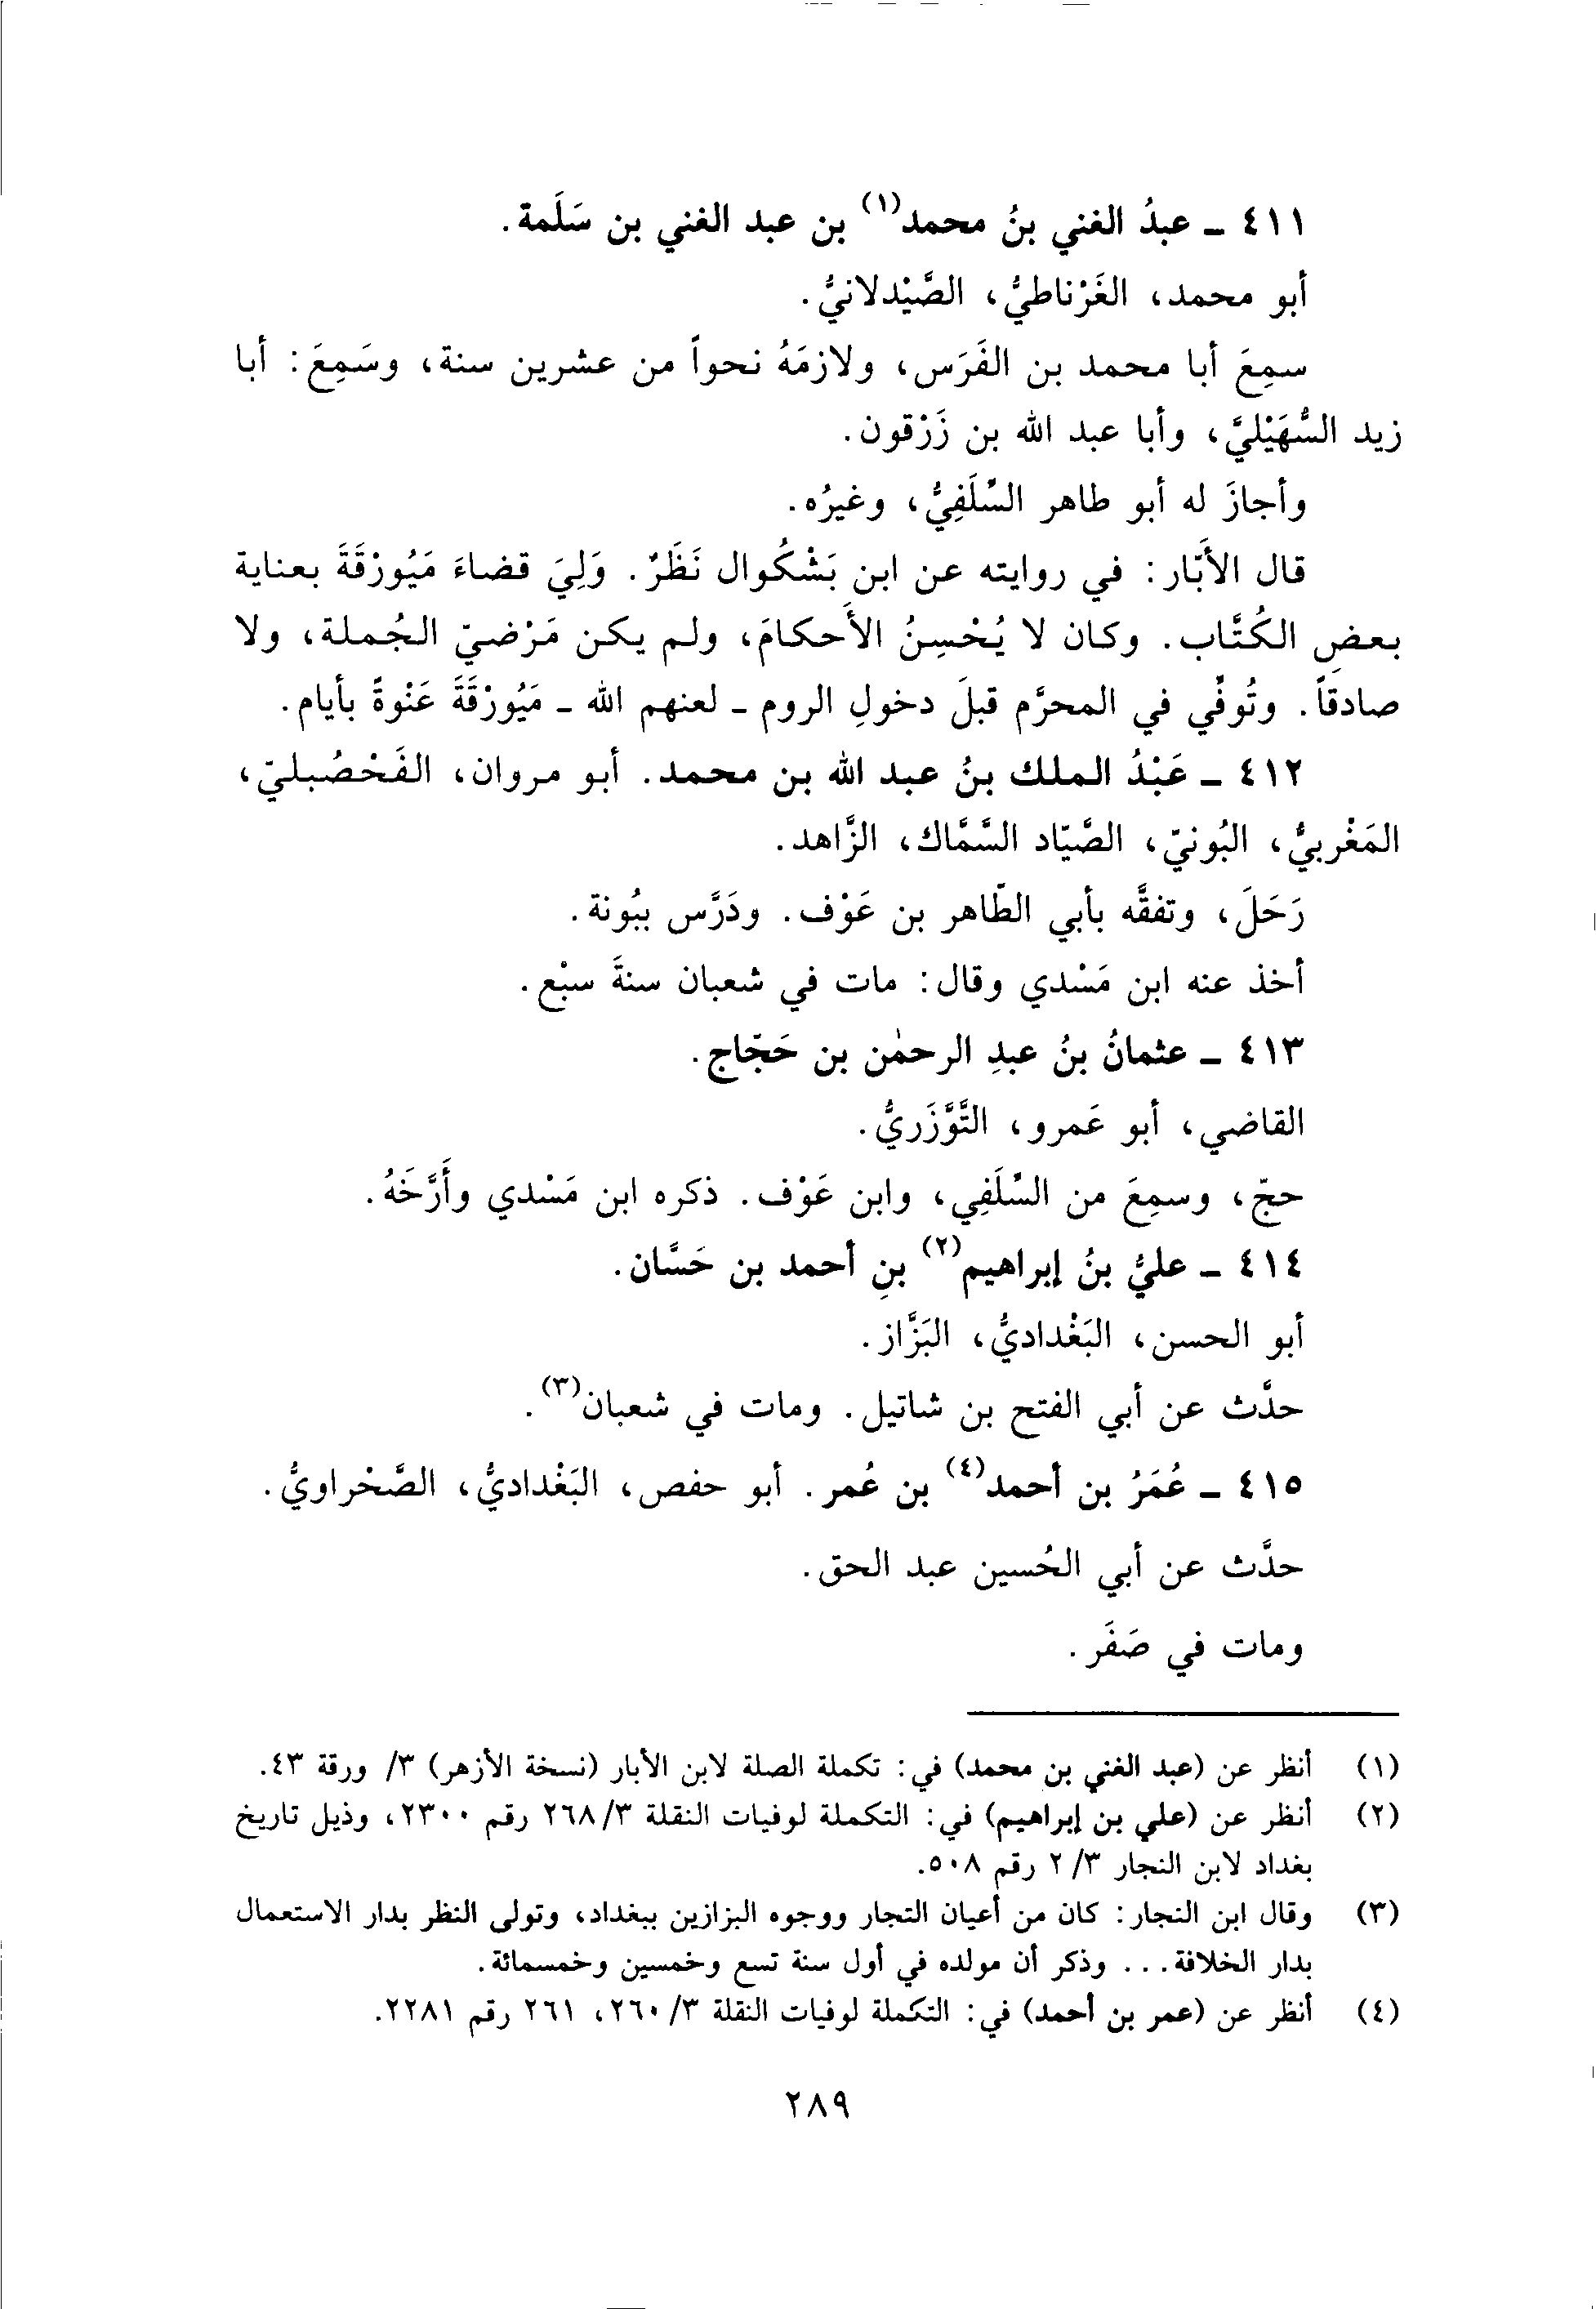 ٤١١ - عبدُ الغني بنُ محمد(١) بن عبد الغني بن سَلَمة.
أبو محمد، الغَرْناطيُّ، الصَّيْدلانيُّ.
سمِعَ أبا محمد بن الفَرَس، ولازمَهُ نحواً من عشرين سنة، وسَمِعَ: أبا
زيد السُّهَيْليَّ، وأبا عبد الله بن زَرْقون.
وأجازَ له أبو طاهر السِّلَفِيُّ، وغيرُه.
قال الأَبّار: في روايته عن ابن بَشْكُوال نَظَرٌ. وَلِيَ قضاءَ مَيُورْقَةَ بعناية
بعضِ الكُتَّاب. وكان لا يُحْسِنُ الأَحكامَ، ولم يكن مَرْضيّ الجُملة، ولا
صادقاً. وتُوفِّي في المحرَّم قبلَ دخولِ الروم - لعنهم الله - مَيُورْقَةَ عَنْوةً بأيام.
٤١٢ - عَبْدُ الملك بنُ عبد الله بن محمد. أبو مروان، الفَحْصُبليّ،
المَغْربيُّ، البُونيّ، الصَّيّاد السَّمَّاك، الزَّاهد.
رَحَلَ، وتفقَّه بأبي الطّاهر بن عَوْف. ودَرَّس ببُونة.
أخذ عنه ابن مَسْدي وقال: مات في شعبان سنةَ سبْع.
٤١٣ - عثمانُ بنُ عبدِ الرحمٰن بن حَجّاج.
القاضي، أبو عَمرو، التَّوَّزَريُّ.
حجّ، وسمِعَ من السِّلَفِي، وابن عَوْف. ذكره ابن مَسْدي وأَرَّخَهُ.
٤١٤ - عليُّ بنُ إبراهيم(٢) بنِ أحمد بن حَسَّان.
أبو الحسن، البَغْداديُّ، البَزَّاز.
حدَّث عن أبي الفتح بن شاتيل. ومات في شعبان(٣).
٤١٥ - عُمَرُ بن أحمد(٤) بن عُمر. أبو حفص، البَغْداديُّ، الصَّحْراويُّ.
حدَّث عن أبي الحُسين عبد الحق.
ومات في صَفَر.
(١) أنظر عن (عبد الغني بن محمد) في: تكملة الصلة لابن الأبار (نسخة الأزهر) ٣/ ورقة ٤٣.
(٢) أنظر عن (علي بن إبراهيم) في: التكملة لوفيات النقلة ٣/ ٢٦٨ رقم ٢٣٠٠، وذيل تاريخ
بغداد لابن النجار ٣/ ٢ رقم ٥٠٨.
(٣) وقال ابن النجار: كان من أعيان التجار ووجوه البزازين ببغداد، وتولى النظر بدار الاستعمال
بدار الخلافة... وذكر أن مولده في أول سنة تسع وخمسين وخمسمائة.
(٤) أنظر عن (عمر بن أحمد) في: التكملة لوفيات النقلة ٣/ ٢٦٠، ٢٦١ رقم ٢٢٨١.
٢٨٩